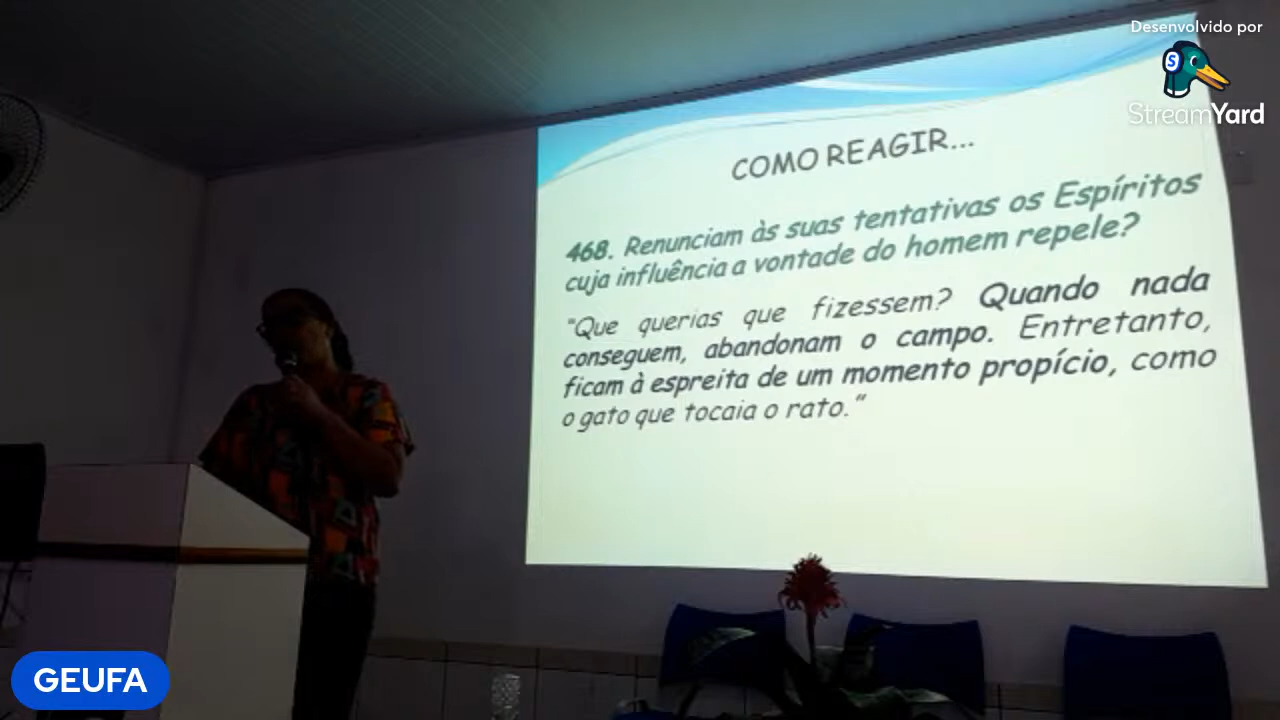 Desenvolvido por
StreamYard
COMO REAGIR...
468. Renunciam às suas tentativas os Espíritos
cuja influência a vontade do homem repele?
“Que querias que fizessem? Quando nada
conseguem, abandonam o campo. Entretanto,
ficam à espreita de um momento propício, como
o gato que tocaia o rato.”
GEUFA